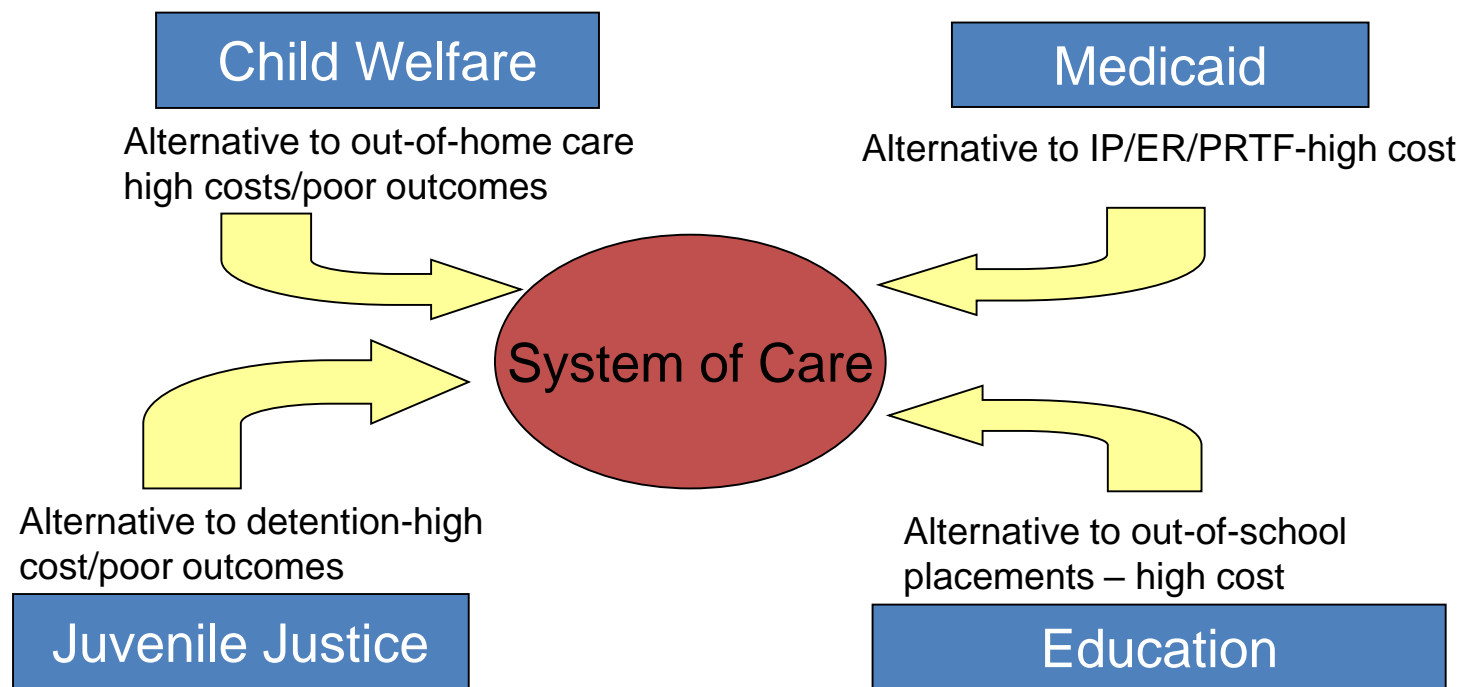 Child Welfare
Medicaid
Alternative to out-of-home care
high costs/poor outcomes
Alternative to IP/ER/PRTF-high cost
System of Care
Alternative to detention-high
cost/poor outcomes
Alternative to out-of-school
placements – high cost
Juvenile Justice
Education